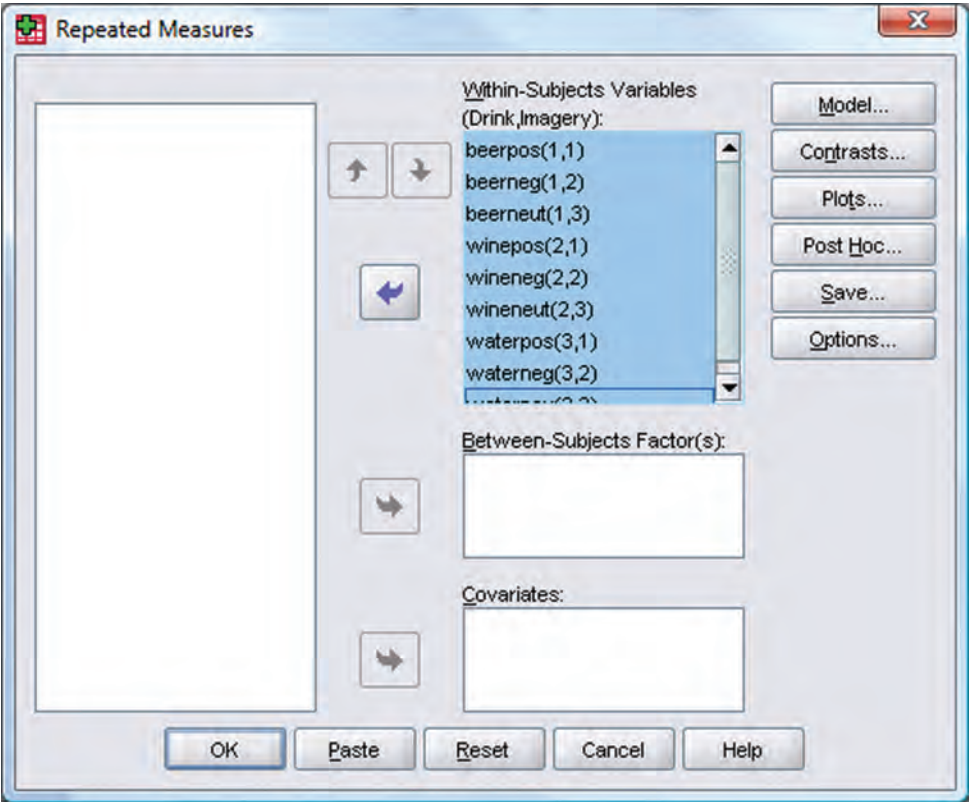 Repeated Measures
Within-Subjects Variables
(Drink,Imagery):
beerpos(1,1)
beerneg(1,2)
beerneut(1,3)
winepos(2,1)
wineneg(2,2)
wineneut(2,3)
waterpos(3,1)
waterneg(3,2)
Model...
Contrasts...
Plots...
Post Hoc...
Save...
Options...
Between-Subjects Factor(s):
Covariates:
OK
Paste
Reset
Cancel
Help